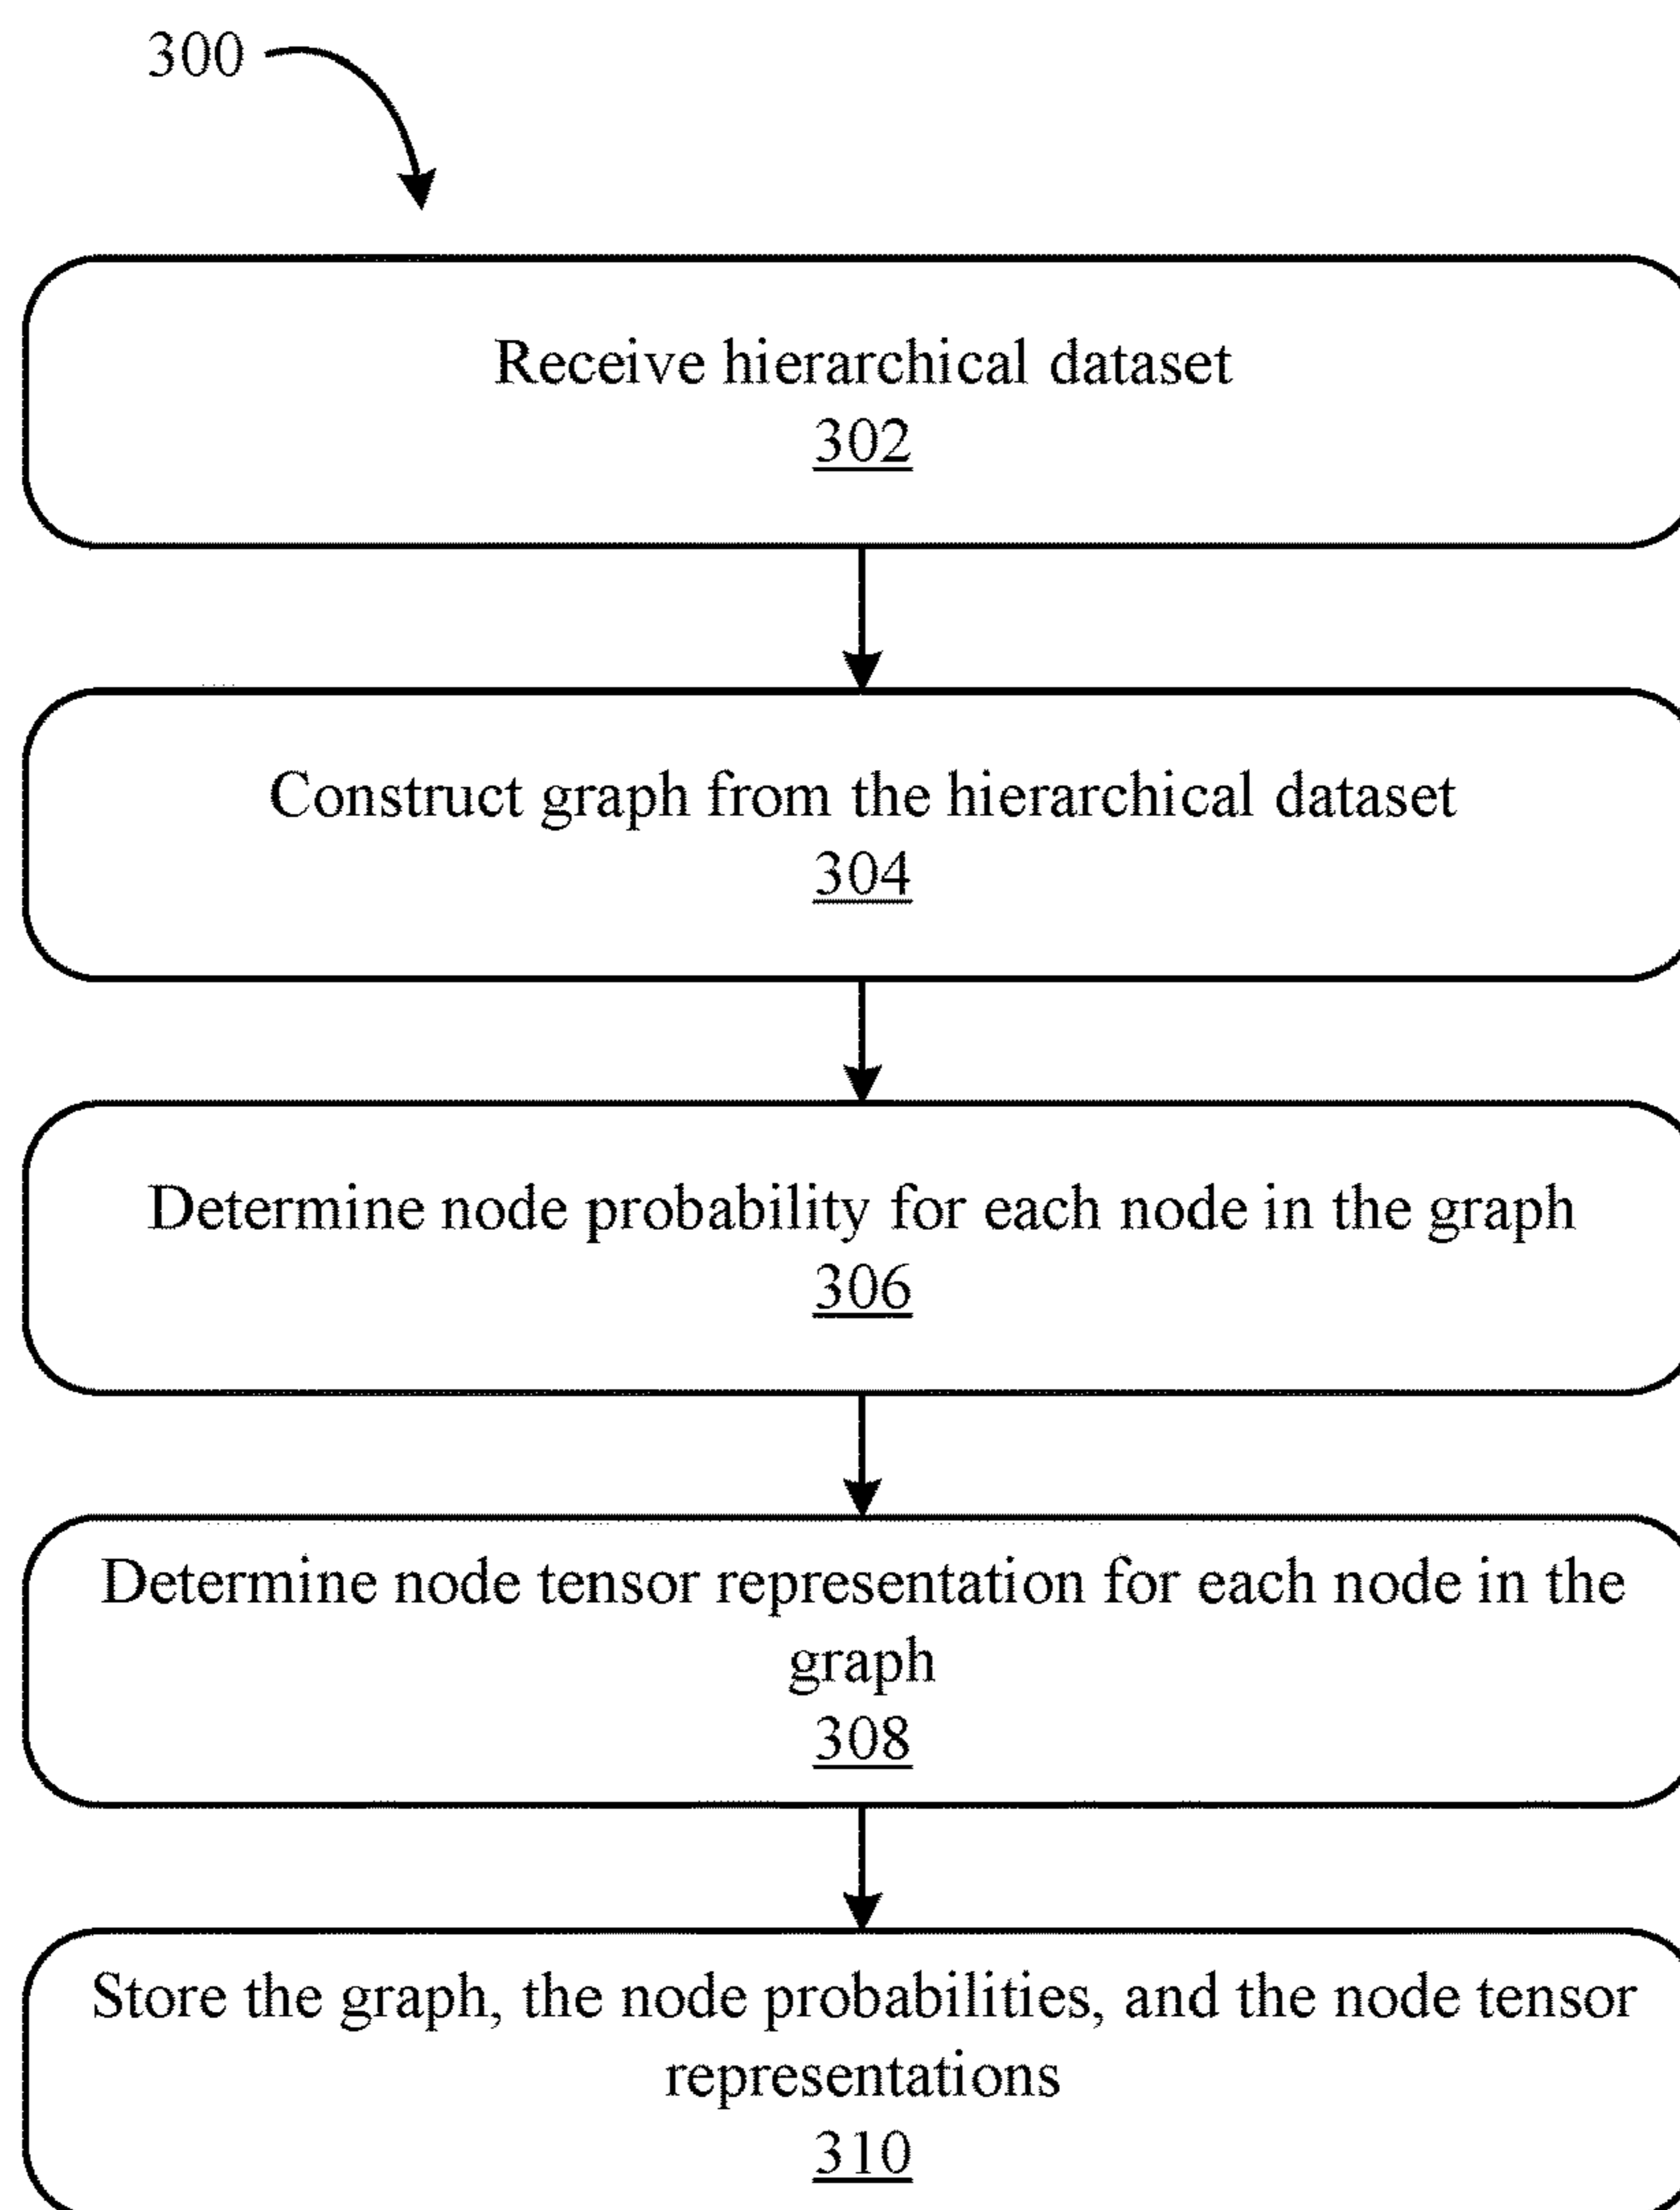 300
Receive hierarchical dataset
302
Construct graph from the hierarchical dataset
304
Determine node probability for each node in the graph
306
Determine node tensor representation for each node in the
graph
308
Store the graph, the node probabilities, and the node tensor
representations
310